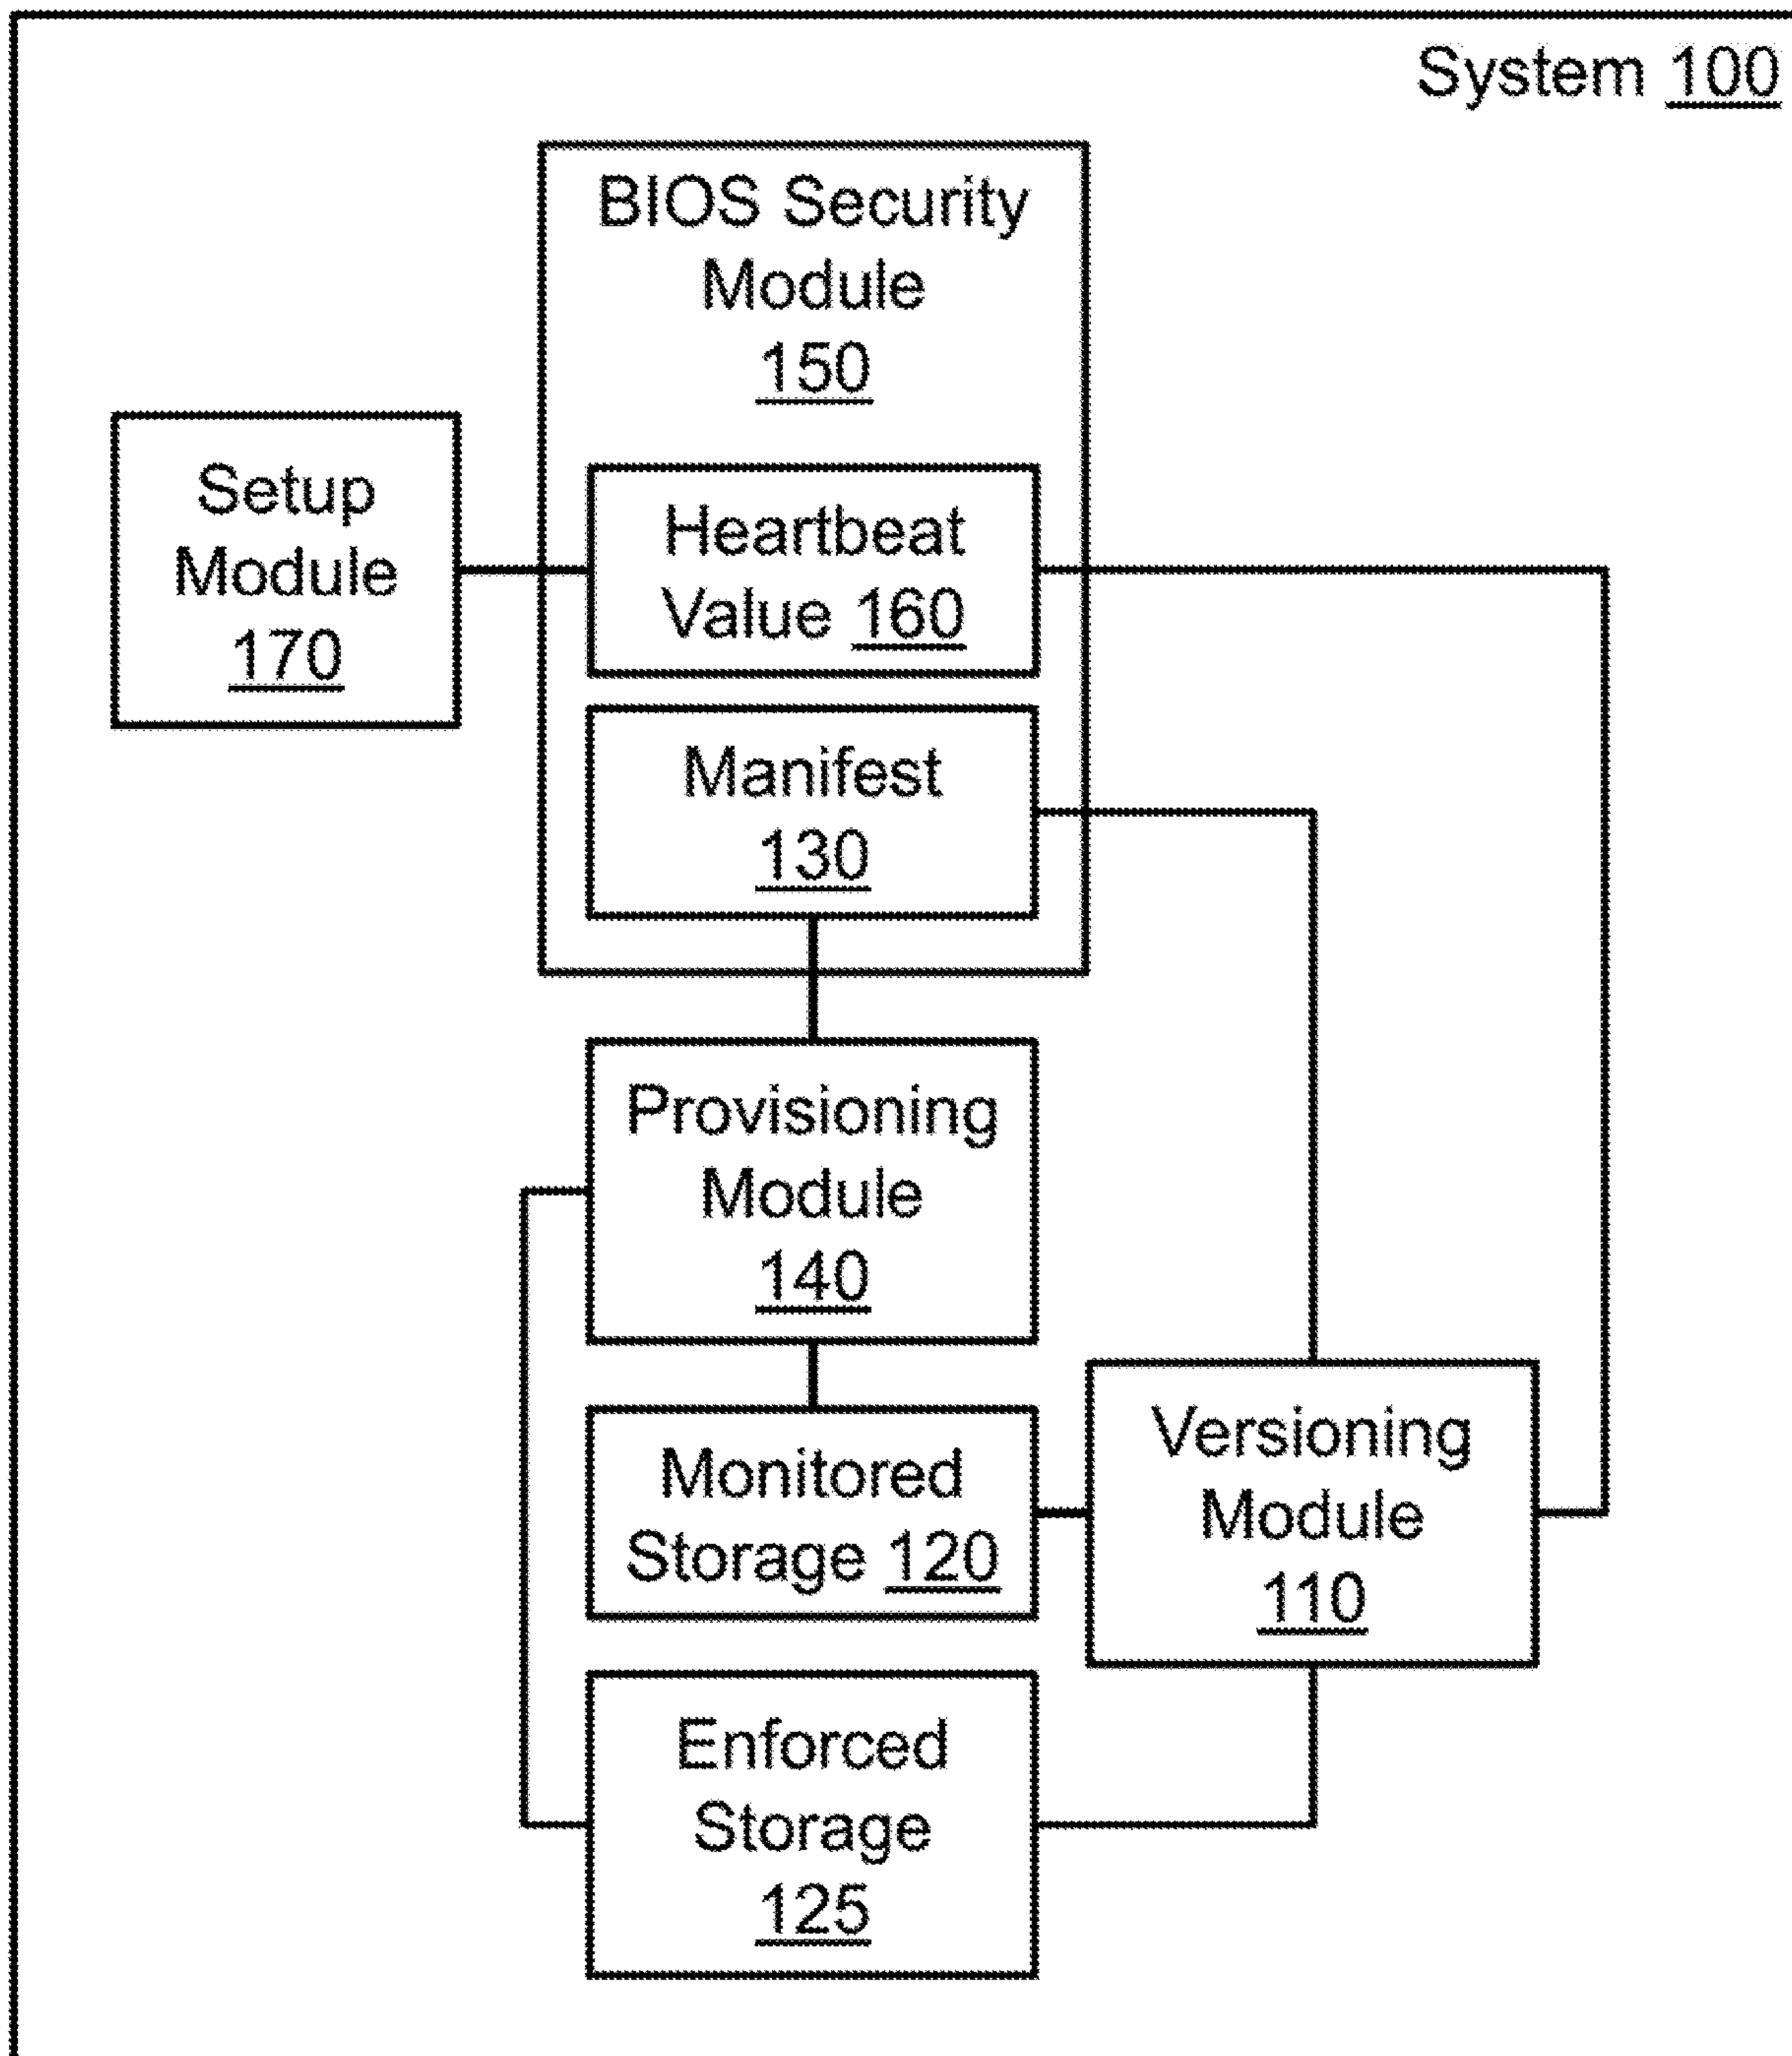 System 100
BIOS Security
Module
150
Setup
Module
170
Heartbeat
Value 160
Manifest
130
Provisioning
Module
140
Monitored
Storage 120
Versioning
Module
110
Enforced
Storage
125